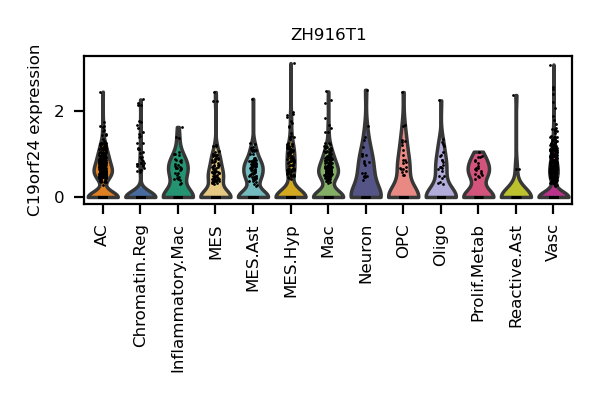 ZH916T1
C19orf24 expression
2
0
AC
Chromatin.Reg
Inflammatory.Mac
MES
MES.Ast
MES.Hyp
Mac
Neuron
OPC
Oligo
Prolif.Metab
Reactive.Ast
Vasc